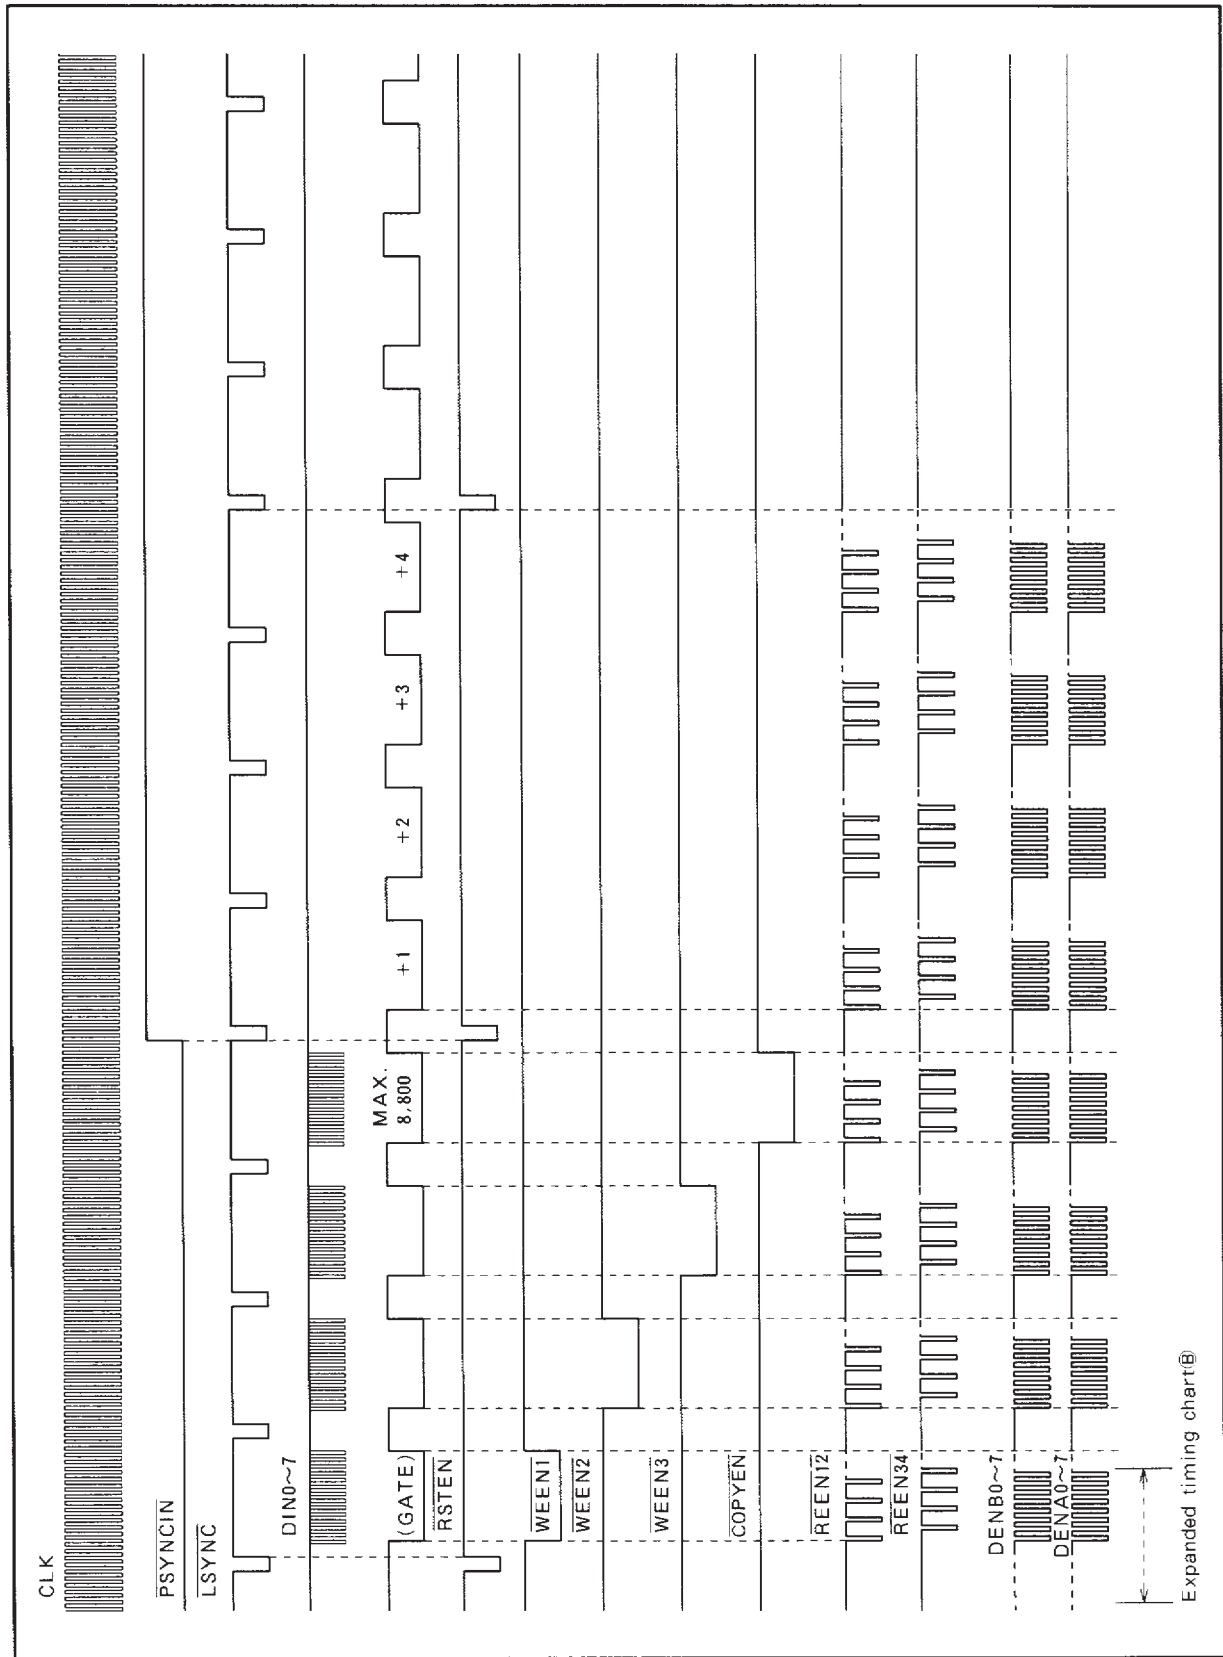 CLK
PSYNCIN
LSYNC
DIN0~7
(GATE)
MAX.
8,800
+1
+2
+3
+4
RSTEN
WEEN1
WEEN2
WEEN3
COPYEN
REEN12
REEN34
DENB0~7
DENA0~7
Expanded timing chartⒷ